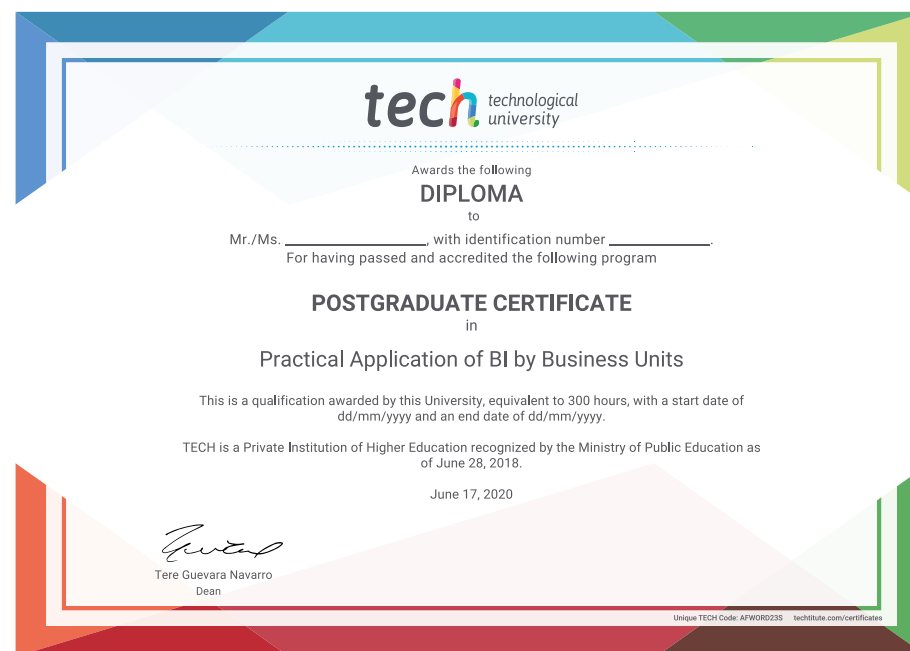 tech technological
university
Awards the following
DIPLOMA
to
Mr./Ms. ____________________, with identification number ______________.
For having passed and accredited the following program
POSTGRADUATE CERTIFICATE
in
Practical Application of BI by Business Units
This is a qualification awarded by this University, equivalent to 300 hours, with a start date of
dd/mm/yyyy and an end date of dd/mm/yyyy.
TECH is a Private Institution of Higher Education recognized by the Ministry of Public Education as
of June 28, 2018.
June 17, 2020
Tere Guevara Navarro
Dean
Unique TECH Code: AFWORD23S techtitute.com/certificates